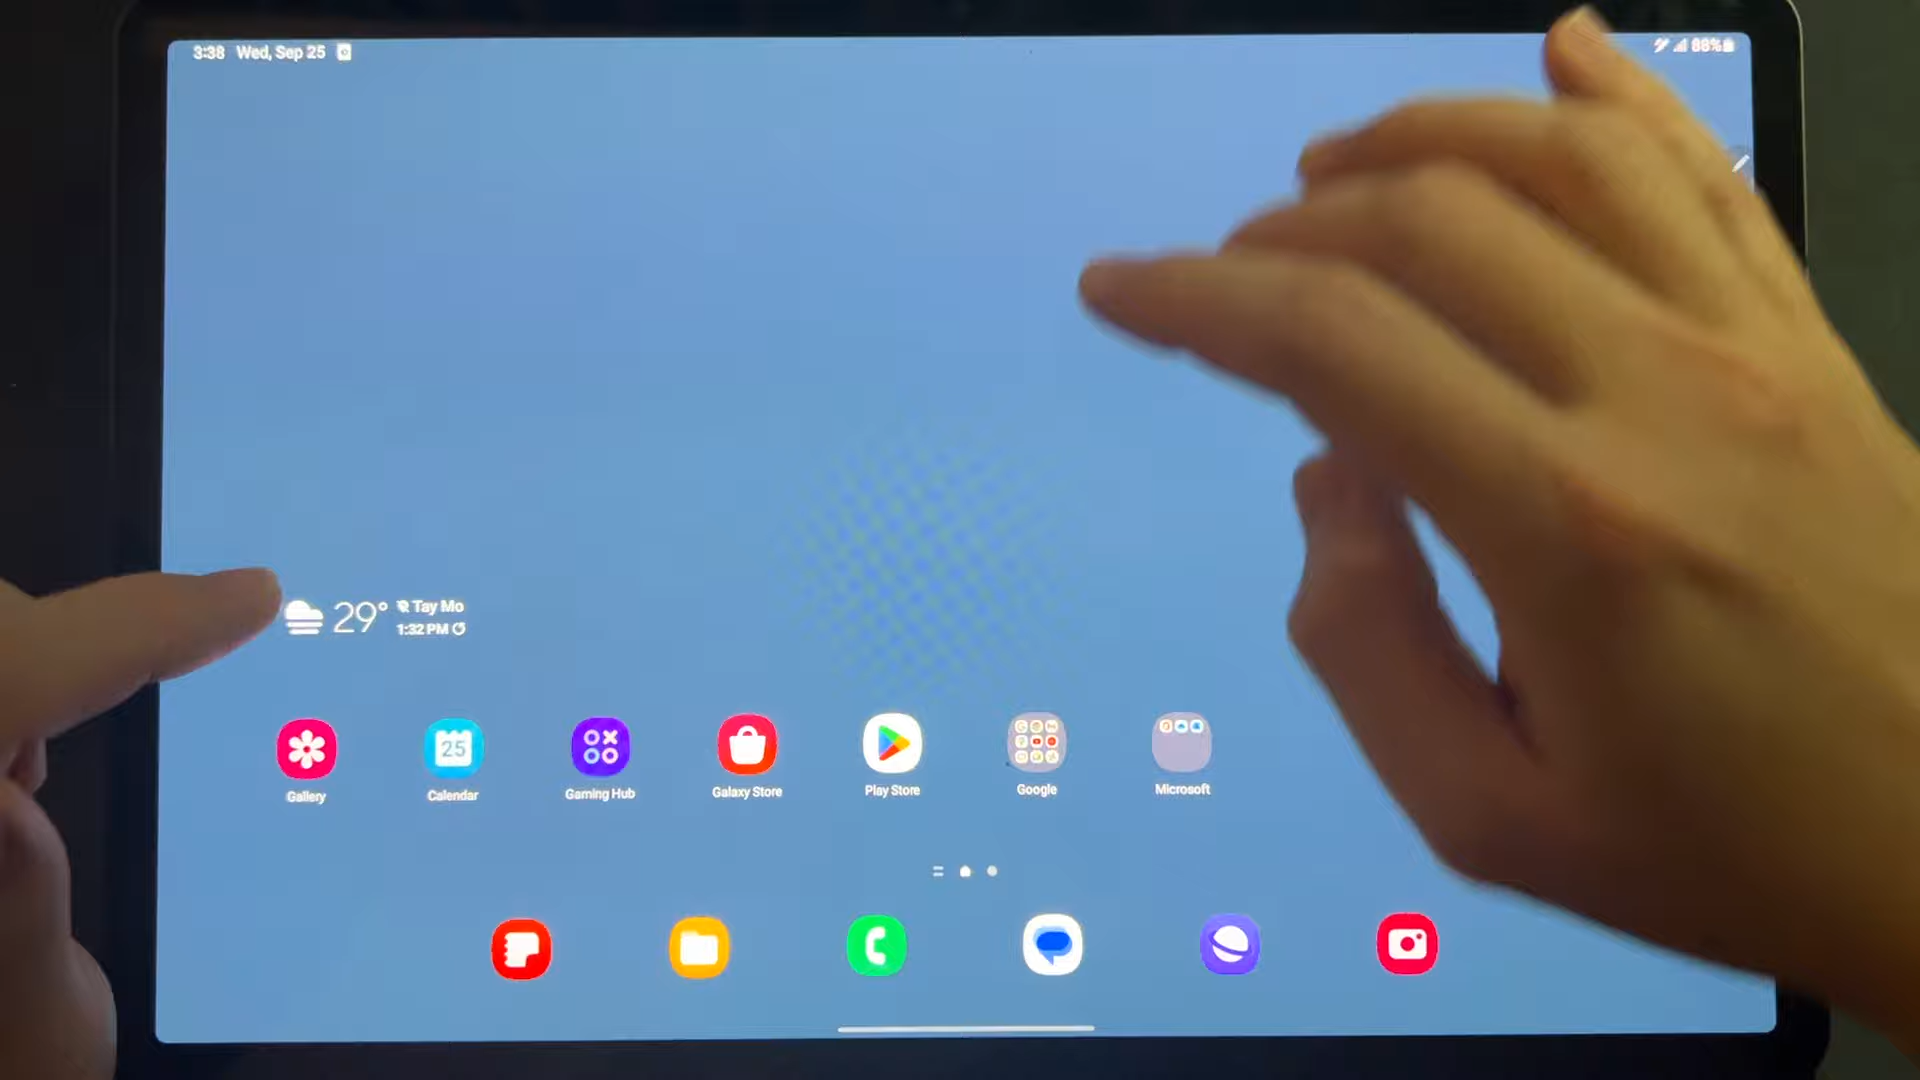 3:38 Wed, Sep 25
88%
29° Tay Mo
1:32 PM
Gallery
25
Calendar
Gaming Hub
Galaxy Store
Play Store
Google
Microsoft